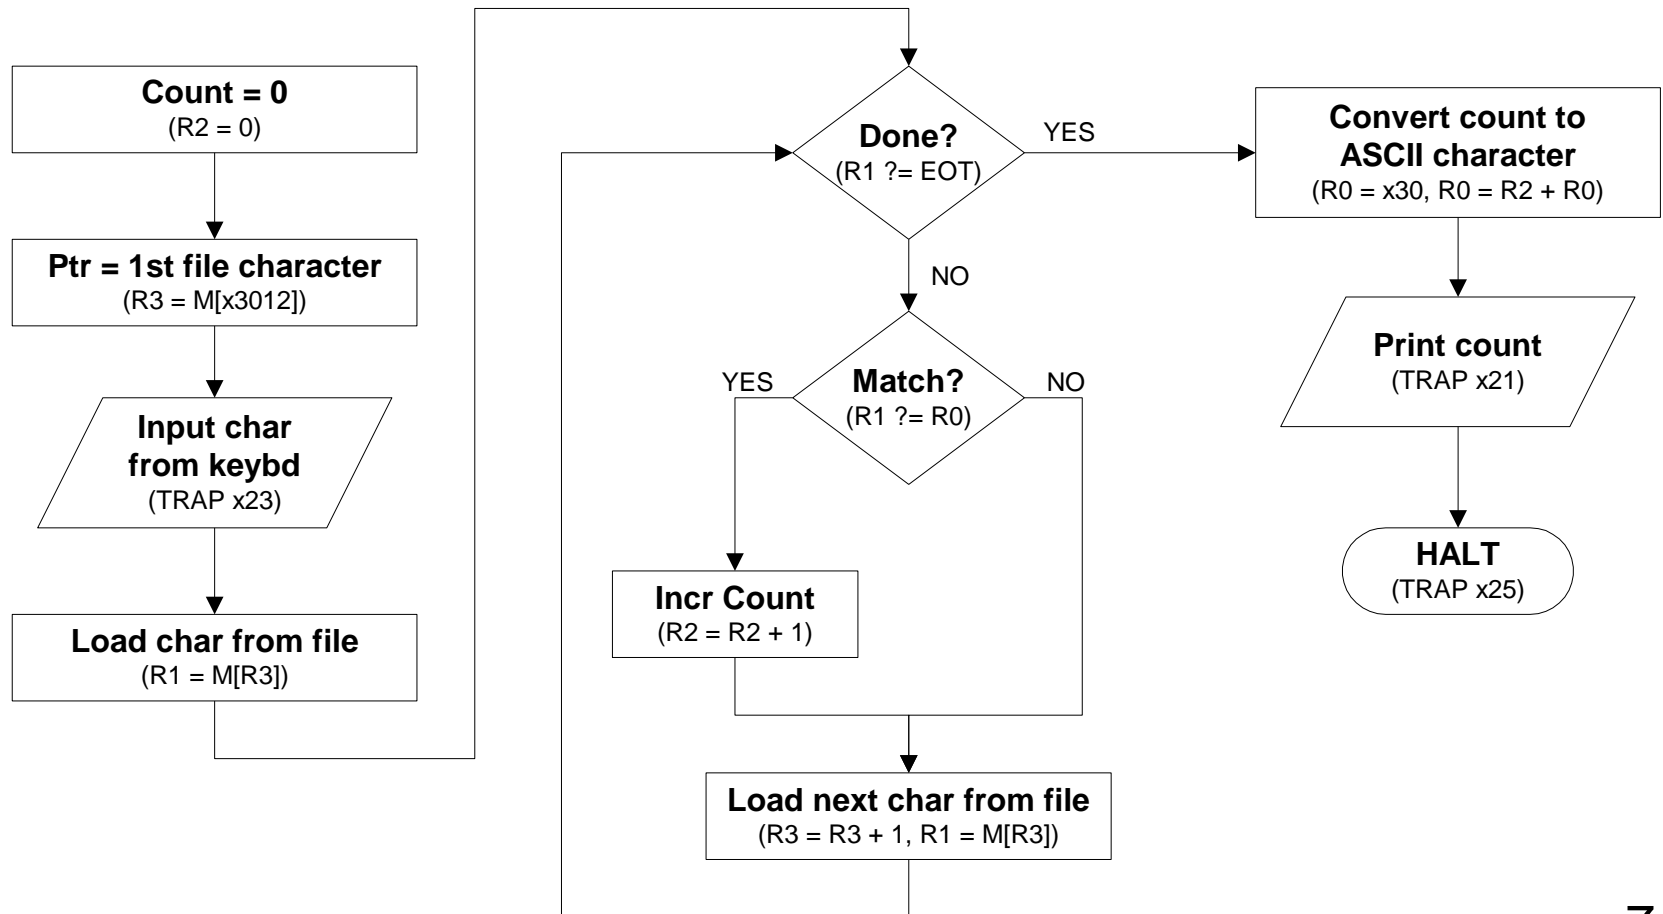 Count = 0
(R2 = 0)
Ptr = 1st file character
(R3 = M[x3012])
Input char
from keybd
(TRAP x23)
Load char from file
(R1 = M[R3])
Done?
(R1 ?= EOT)
YES
NO
Match?
(R1 ?= R0)
YES
NO
Incr Count
(R2 = R2 + 1)
Load next char from file
(R3 = R3 + 1, R1 = M[R3])
Convert count to
ASCII character
(R0 = x30, R0 = R2 + R0)
Print count
(TRAP x21)
HALT
(TRAP x25)